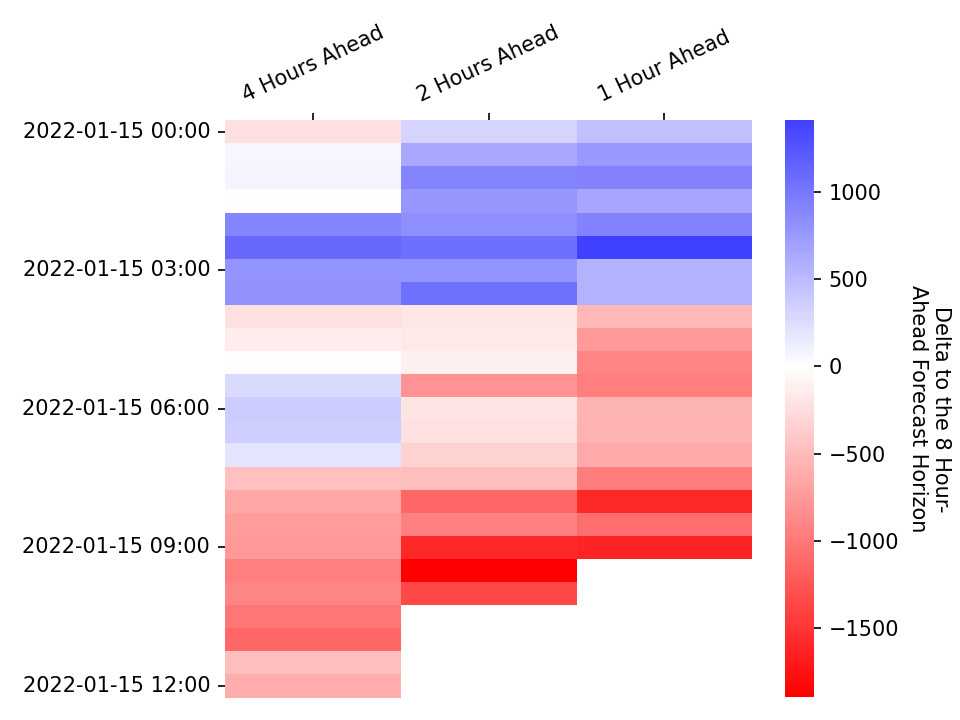 4 Hours Ahead
2 Hours Ahead
1 Hour Ahead
2022-01-15 00:00
2022-01-15 03:00
2022-01-15 06:00
2022-01-15 09:00
2022-01-15 12:00
1000
500
0
−500
−1000
−1500
Delta to the 8 Hour-
Ahead Forecast Horizon